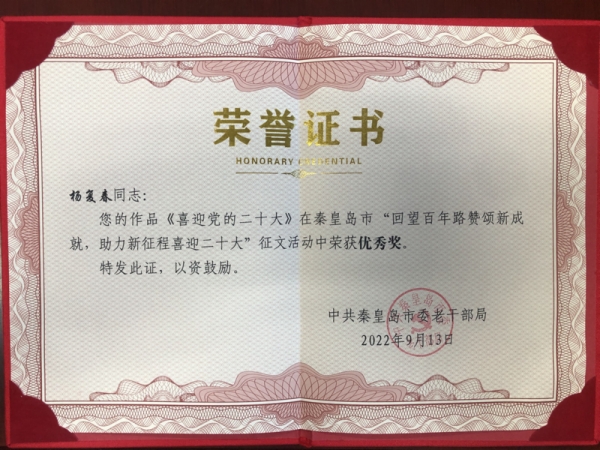 荣誉证书
HONORARY CREDENTIAL
杨复春同志:
您的作品《喜迎党的二十大》在秦皇岛市“回望百年路赞颂新成
就,助力新征程喜迎二十大”征文活动中荣获优秀奖。
特发此证,以资鼓励。
中共秦皇岛市委老干部局
2022年9月13日